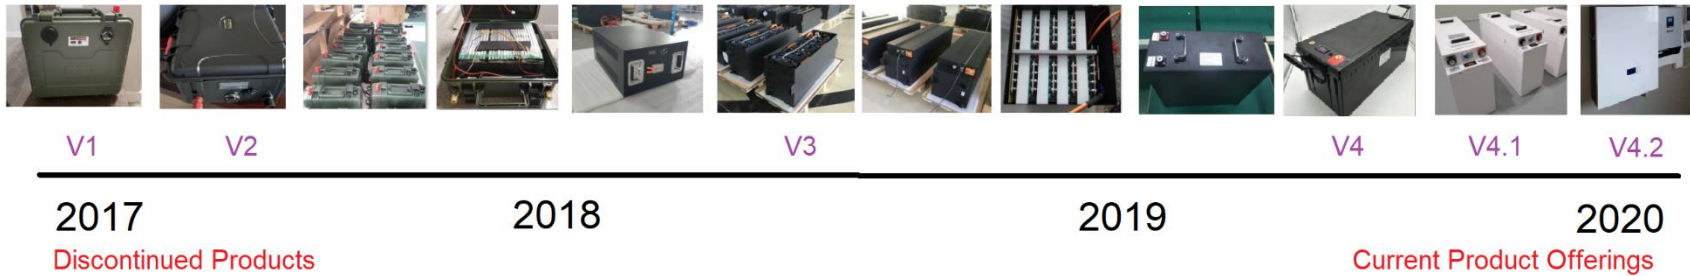 V1 V2 V3 V4 V4.1 V4.2
2017 2018 2019 2020
Discontinued Products Current Product Offerings